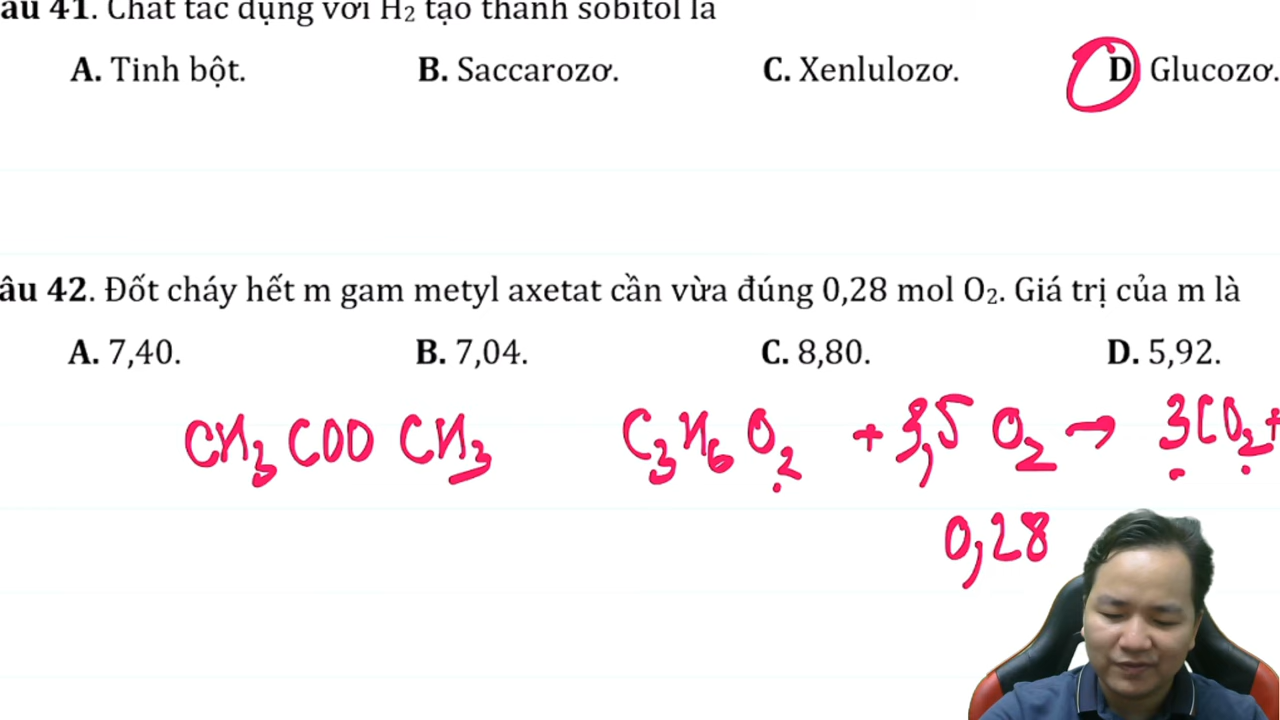 âu 41. Chất tác dụng với H₂ tạo thành sobitol là
A. Tinh bột. B. Saccarozơ. C. Xenlulozơ. D Glucozơ.
âu 42. Đốt cháy hết m gam metyl axetat cần vừa đúng 0,28 mol O₂. Giá trị của m là
A. 7,40. B. 7,04. C. 8,80. D. 5,92.
CH₃COOCH₃ C₃H₆O₂ + 3,5 O₂ → 3CO₂ +
0,28